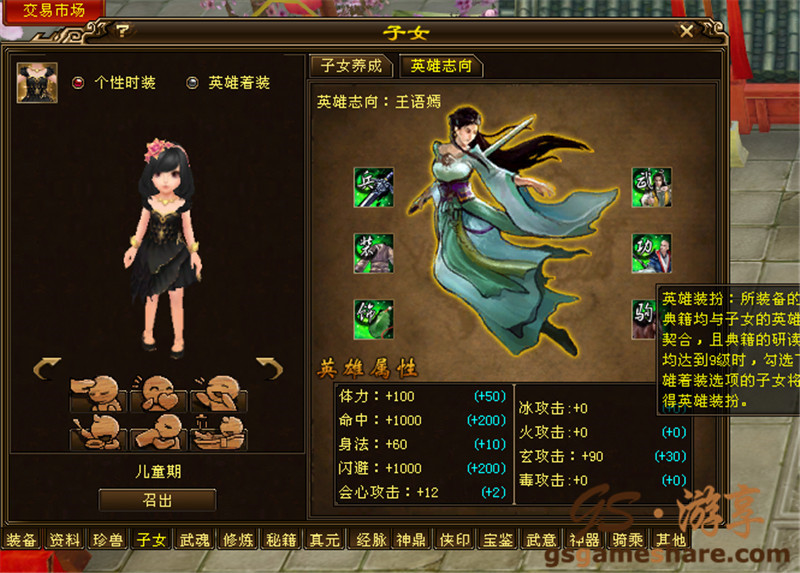 交易市场
?
子女
×
个性时装
英雄着装
子女养成
英雄志向
英雄志向：王语嫣
兵
武
装
功
饰
驹
英雄装扮：所装备的
典籍均与子女的英雄
契合，且典籍的研读
均达到9级时，勾选了
雄着装选项的子女将
得英雄装扮。
英雄属性
体力：+100 (+50)
命中：+1000 (+200)
身法：+60 (+10)
闪避：+1000 (+200)
会心攻击：+12 (+2)
冰攻击:+0 (+0)
火攻击:+0 (+0)
玄攻击：+90 (+30)
毒攻击:+0 (+0)
儿童期
召出
装备 资料 珍兽 子女 武魂 修炼 秘籍 真元 经脉 神鼎 侠印 宝鉴 武意 神器 骑乘 其他
GS·游享
gsgameshare.com